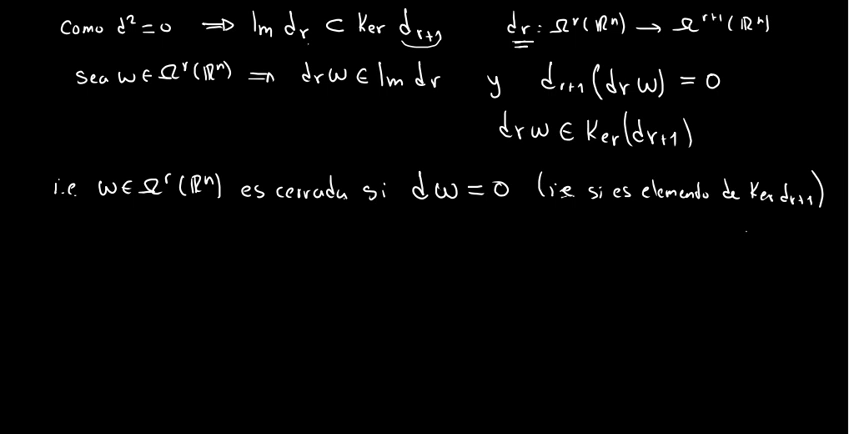 Como d² = 0 ⟹ Im dᵣ ⊂ Ker dᵣ₊₁ dᵣ : Ωʳ(ℝⁿ) → Ωʳ⁺¹(ℝⁿ)
Sea ω ∈ Ωʳ(ℝⁿ) ⟹ dᵣω ∈ Im dᵣ y dᵣ₊₁(dᵣω) = 0
dᵣω ∈ Ker(dᵣ₊₁)
i.e ω ∈ Ωʳ(ℝⁿ) es cerrada si dω = 0 (i.e si es elemento de Ker dᵣ₊₁)